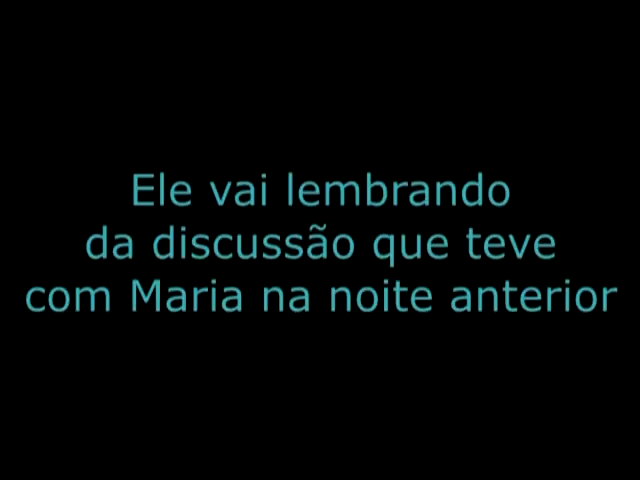 Ele vai lembrando
da discussão que teve
com Maria na noite anterior